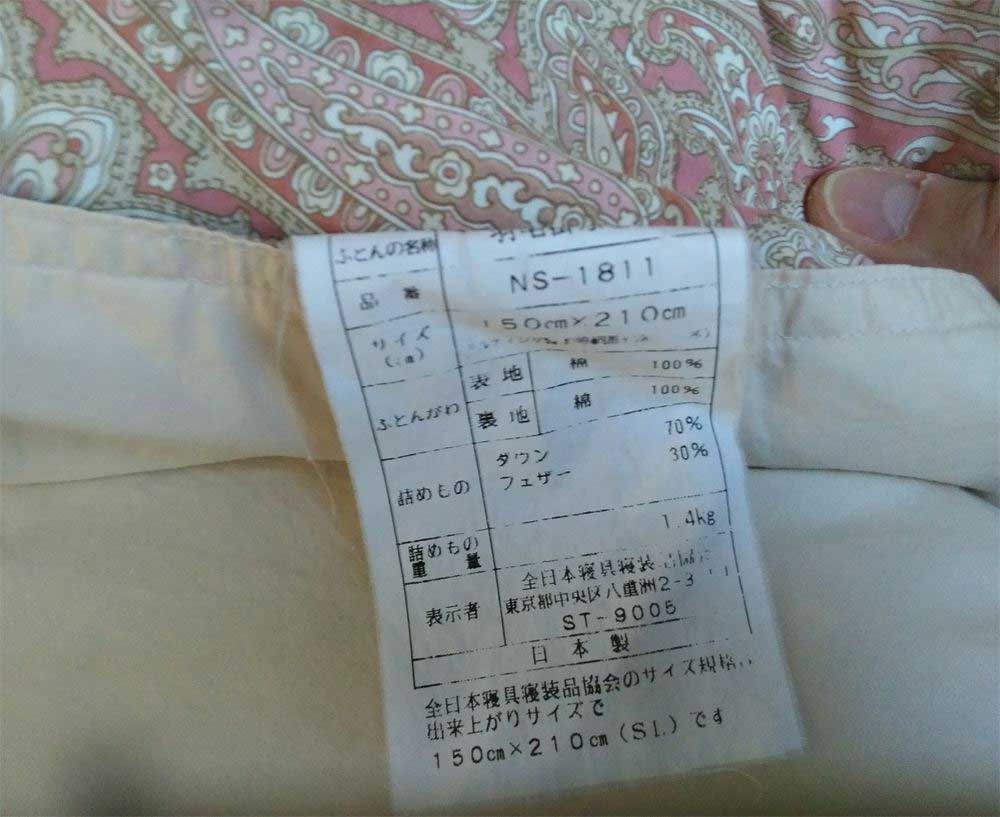 ふとんの名称
品番 NS-1811
サイズ 150cm×210cm
ふとんがわ 表地 綿 100%
裏地 綿 100%
詰めもの ダウン 70%
フェザー 30%
詰めもの重量 1.4kg
表示者 全日本寝具寝装
東京都中央区八重洲2-3
ST-9005
日本製
全日本寝具寝装品協会のサイズ規格
出来上がりサイズで
150cm×210cm(SL)です